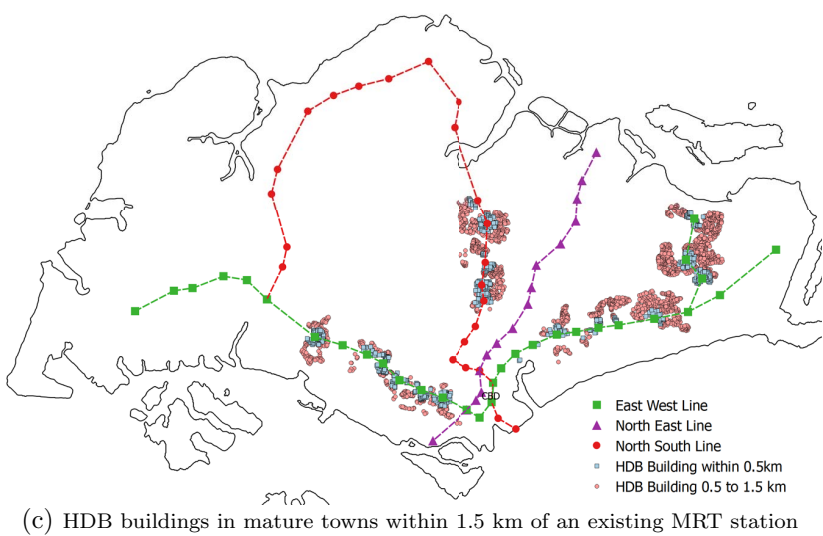 CBD
East West Line
North East Line
North South Line
HDB Building within 0.5km
HDB Building 0.5 to 1.5 km
(c) HDB buildings in mature towns within 1.5 km of an existing MRT station